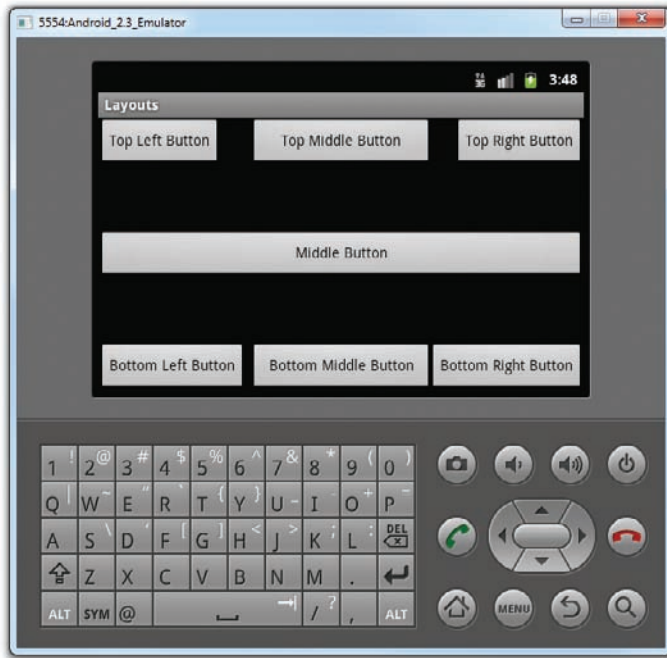 5554:Android_2.3_Emulator
3G 3:48
Layouts
Top Left Button Top Middle Button Top Right Button
Middle Button
Bottom Left Button Bottom Middle Button Bottom Right Button
1 ! 2 @ 3 # 4 $ 5 % 6 ^ 7 & 8 * 9 ( 0 )
Q | W ~ E " R ` T { Y } U _ I - O + P =
A S \ D ' F [ G ] H < J > K ; L : DEL
Z X C V B N M .
ALT SYM @ / ? , ALT
MENU